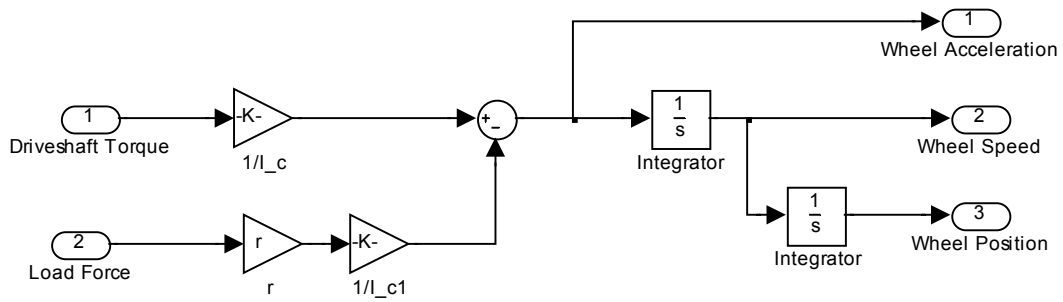 1
Wheel Acceleration
1
Driveshaft Torque
-K-
1/I_c
+
−
1
s
Integrator
2
Wheel Speed
2
Load Force
r
r
-K-
1/I_c1
1
s
Integrator
3
Wheel Position